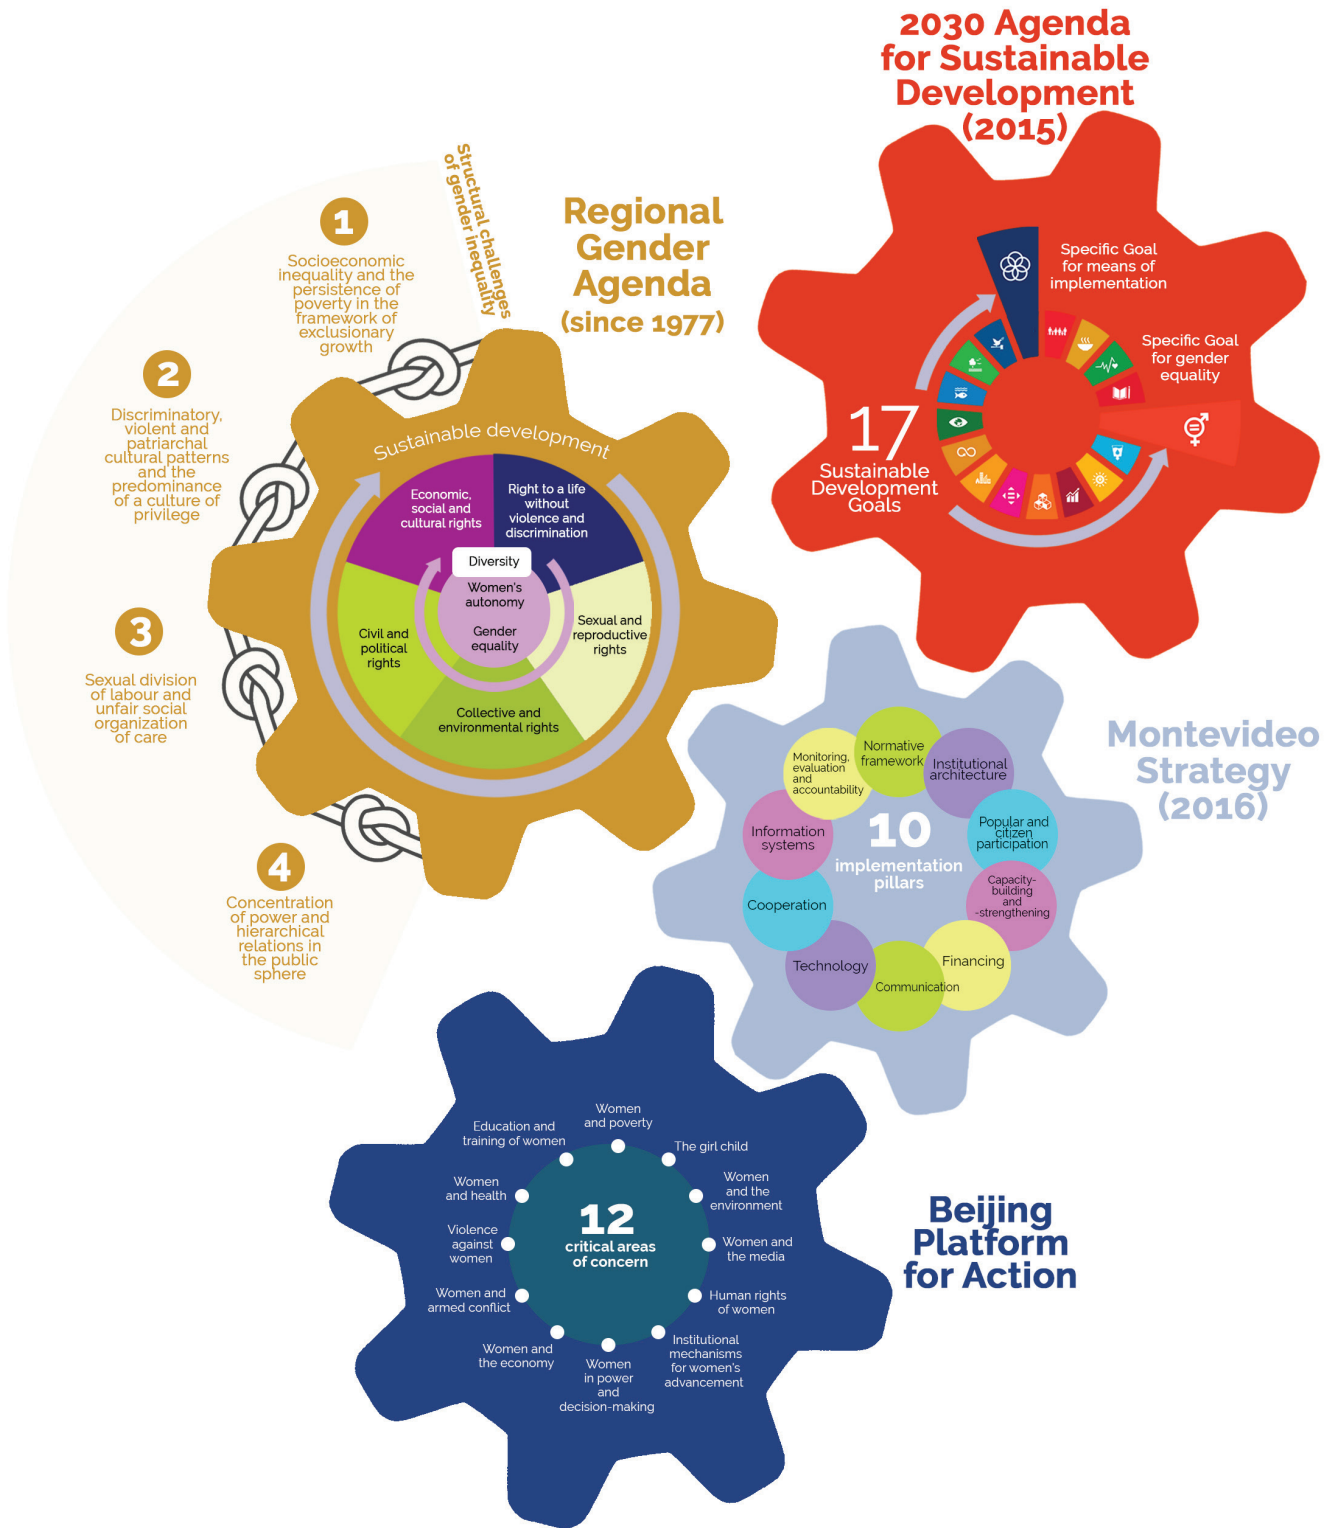 2030 Agenda
for Sustainable
Development
(2015)
Specific Goal
for means of
implementation
Specific Goal
for gender
equality
17
Sustainable
Development
Goals
Structural challenges
of gender inequality
Regional
Gender
Agenda
(since 1977)
1
Socioeconomic
inequality and the
persistence of
poverty in the
framework of
exclusionary
growth
2
Discriminatory,
violent and
patriarchal
cultural patterns
and the
predominance
of a culture of
privilege
3
Sexual division
of labour and
unfair social
organization
of care
4
Concentration
of power and
hierarchical
relations in
the public
sphere
Sustainable development
Economic,
social and
cultural rights
Right to a life
without
violence and
discrimination
Diversity
Women's
autonomy
Gender
equality
Civil and
political
rights
Sexual and
reproductive
rights
Collective and
environmental rights
Montevideo
Strategy
(2016)
10
implementation
pillars
Normative
framework
Institutional
architecture
Popular and
citizen
participation
Capacity-
building
and
-strengthening
Financing
Communication
Technology
Cooperation
Information
systems
Monitoring,
evaluation
and
accountability
Beijing
Platform
for Action
12
critical areas
of concern
Women
and poverty
The girl child
Women
and the
environment
Women and
the media
Human rights
of women
Institutional
mechanisms
for women's
advancement
Women
in power
and
decision-making
Women and
the economy
Women and
armed conflict
Violence
against
women
Women
and health
Education and
training of women